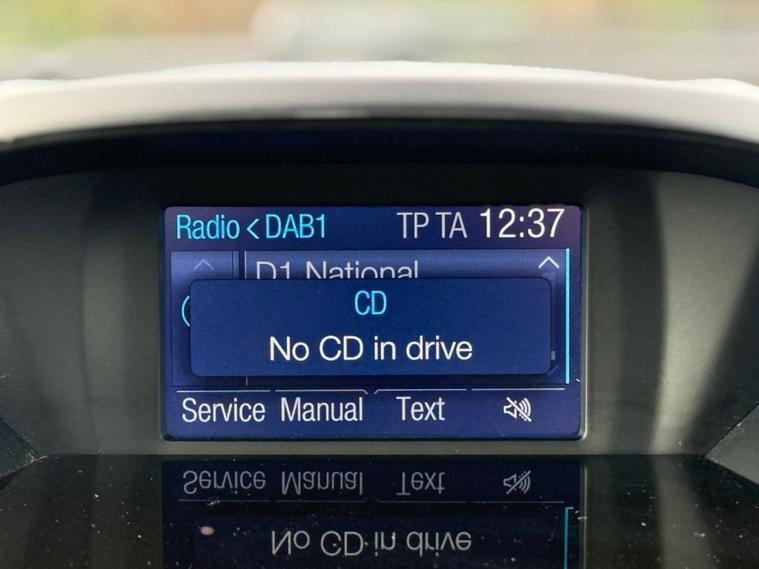 Radio < DAB1 TP TA 12:37
D1 National
CD
No CD in drive
Service Manual Text
Service Manual Text
No CD in drive